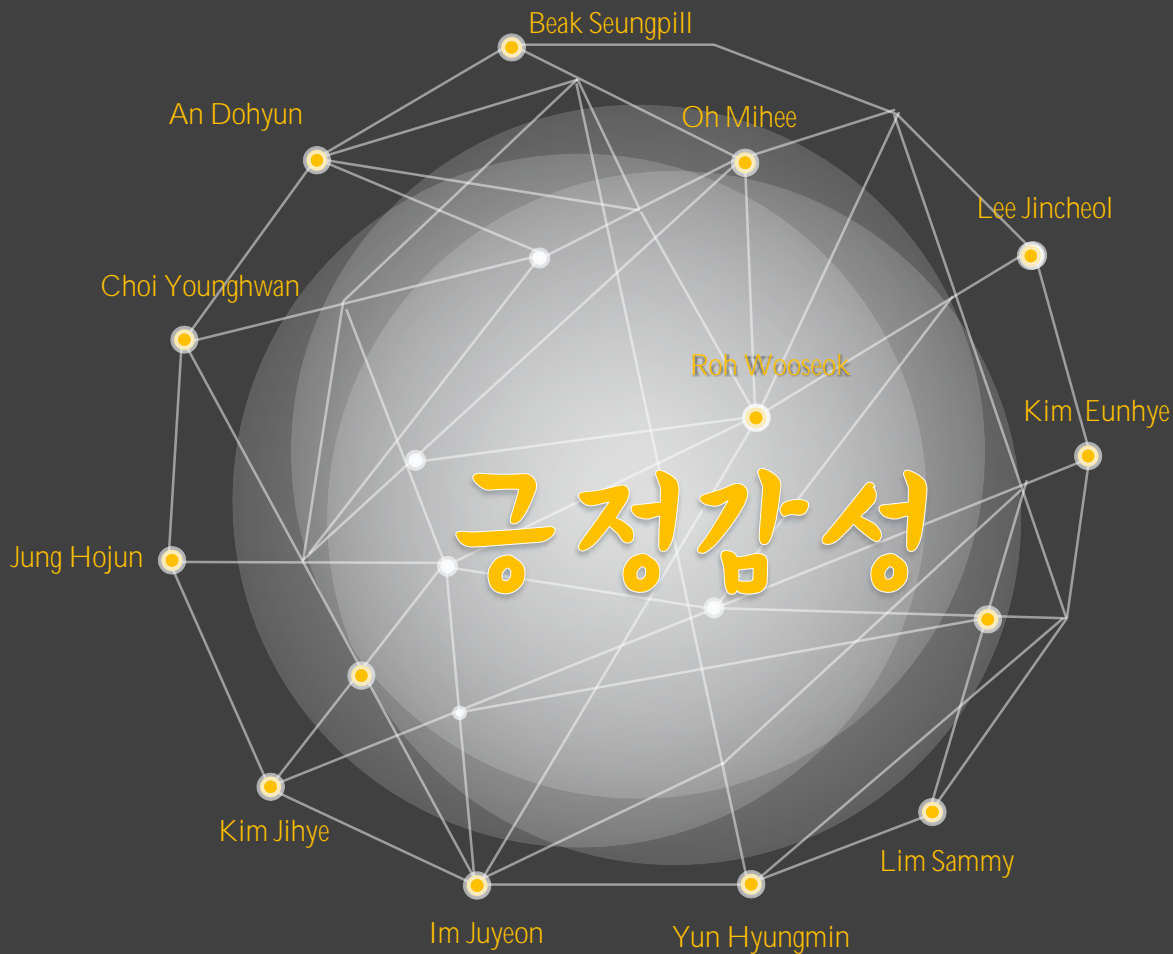 Beak Seungpill
An Dohyun
Oh Mihee
Lee Jincheol
Choi Younghwan
Roh Wooseok
Kim Eunhye
긍정감성
Jung Hojun
Kim Jihye
Lim Sammy
Im Juyeon
Yun Hyungmin